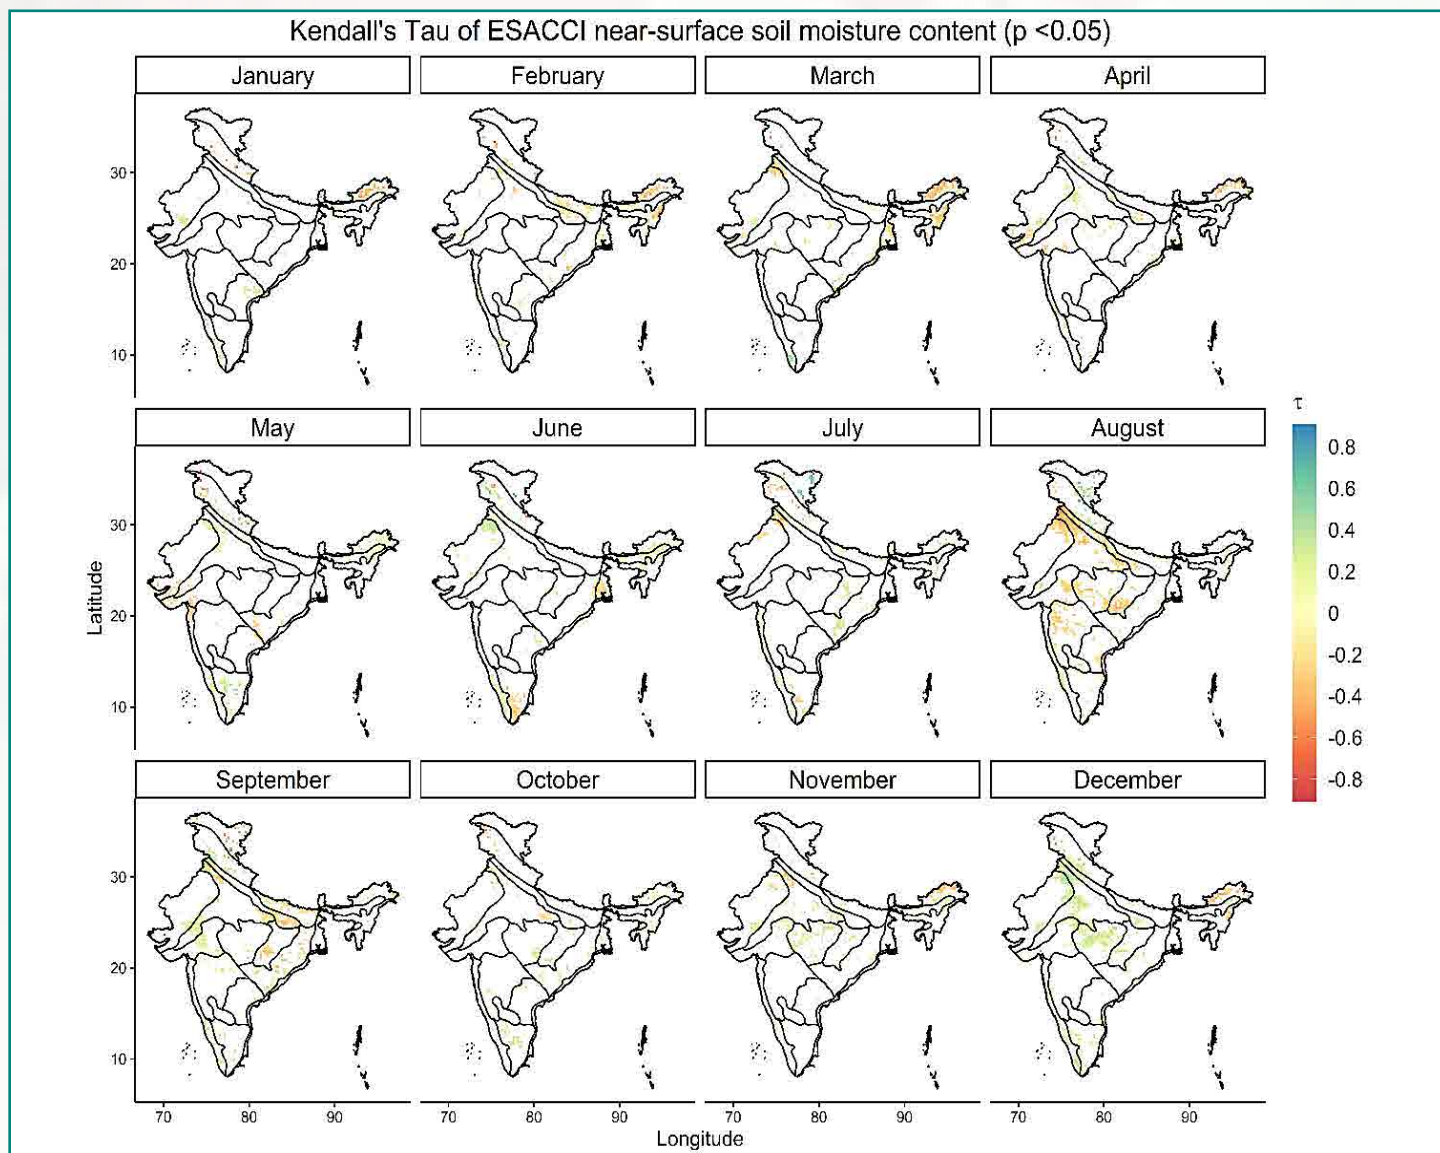 Kendall's Tau of ESACCI near-surface soil moisture content (p <0.05)
January
February
March
April
30
20
10
May
June
July
August
30
20
10
September
October
November
December
30
20
10
70
80
90
70
80
90
70
80
90
70
80
90
Latitude
Longitude
τ
0.8
0.6
0.4
0.2
0
-0.2
-0.4
-0.6
-0.8